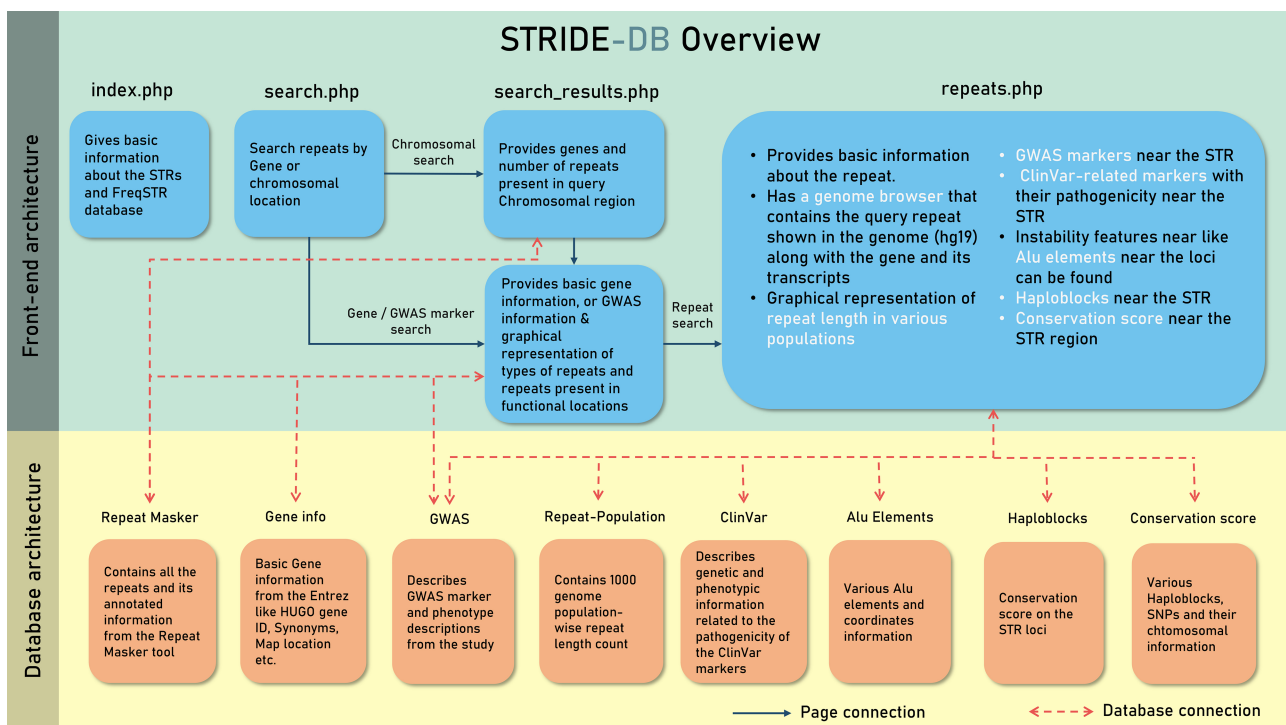 STRIDE-DB Overview
Front-end architecture
index.php
Gives basic
information
about the STRs
and FreqSTR
database
search.php
Search repeats by
Gene or
chromosomal
location
Chromosomal
search
search_results.php
Provides genes and
number of repeats
present in query
Chromosomal region
Gene / GWAS marker
search
Provides basic gene
information, or GWAS
information &
graphical
representation of
types of repeats and
repeats present in
functional locations
Repeat
search
repeats.php
• Provides basic information
about the repeat.
• Has a genome browser that
contains the query repeat
shown in the genome (hg19)
along with the gene and its
transcripts
• Graphical representation of
repeat length in various
populations
• GWAS markers near the STR
• ClinVar-related markers with
their pathogenicity near the
STR
• Instability features near like
Alu elements near the loci
can be found
• Haploblocks near the STR
• Conservation score near the
STR region
Database architecture
Repeat Masker
Contains all the
repeats and its
annotated
information
from the Repeat
Masker tool
Gene info
Basic Gene
information
from the Entrez
like HUGO gene
ID, Synonyms,
Map location
etc.
GWAS
Describes
GWAS marker
and phenotype
descriptions
from the study
Repeat-Population
Contains 1000
genome
population-
wise repeat
length count
ClinVar
Describes
genetic and
phenotypic
information
related to the
pathogenicity of
the ClinVar
markers
Alu Elements
Various Alu
elements and
coordinates
information
Haploblocks
Conservation
score on the
STR loci
Conservation score
Various
Haploblocks,
SNPs and their
chtomosomal
information
Page connection
Database connection